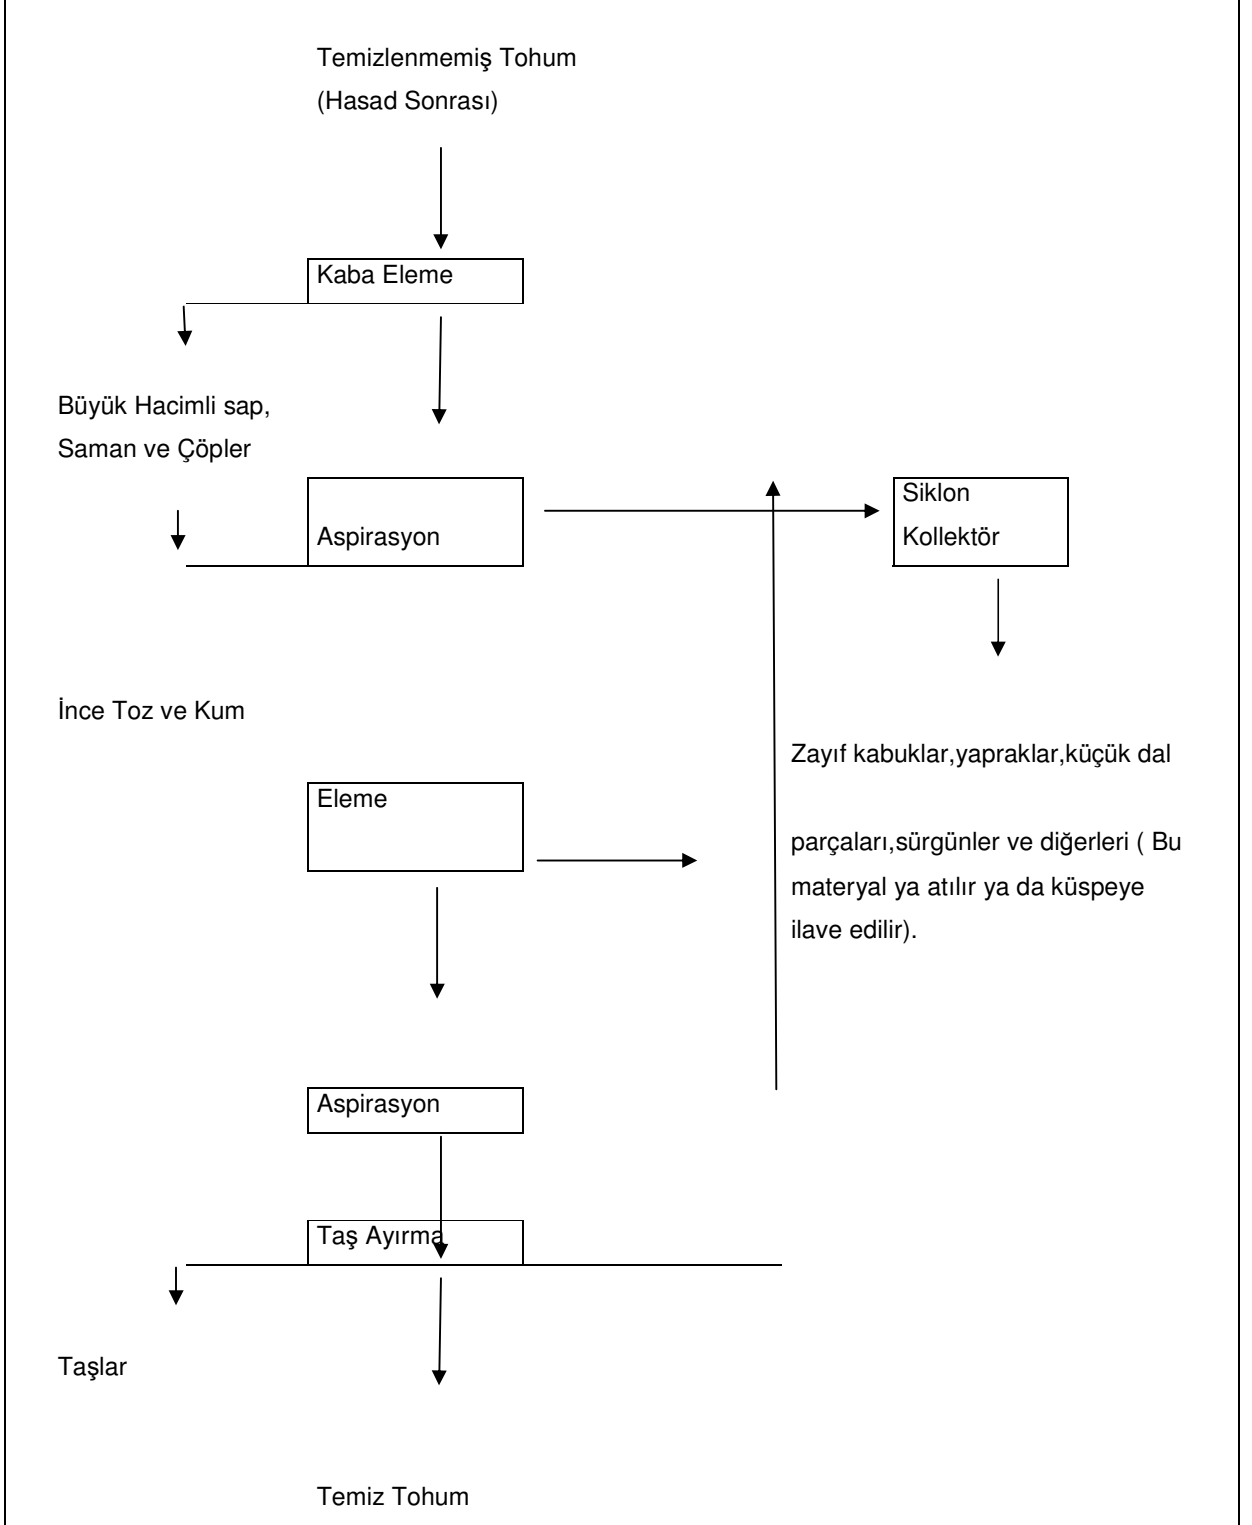 Temizlenmemiş Tohum
(Hasad Sonrası)
Kaba Eleme
Büyük Hacimli sap,
Saman ve Çöpler
Siklon
Aspirasyon
Kollektör
İnce Toz ve Kum
Zayıf kabuklar,yapraklar,küçük dal
Eleme
parçaları,sürgünler ve diğerleri ( Bu
materyal ya atılır ya da küspeye
ilave edilir).
Aspirasyon
Taş Ayırma
Taşlar
Temiz Tohum